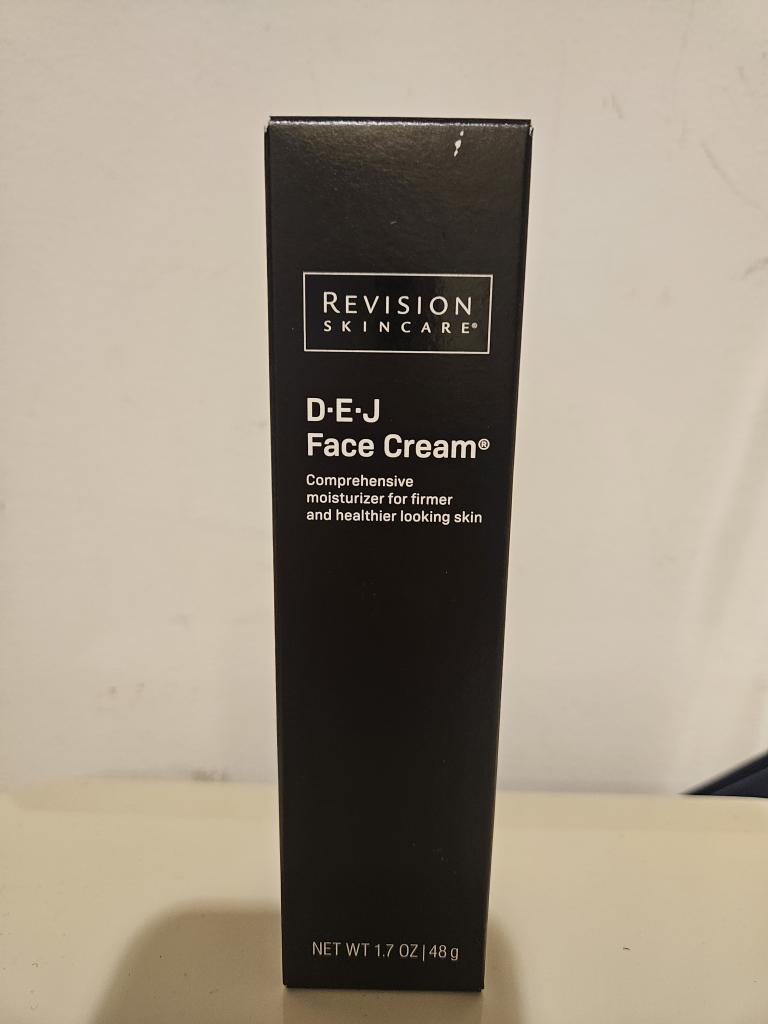 REVISION
SKINCARE®
D·E·J
Face Cream®
Comprehensive
moisturizer for firmer
and healthier looking skin
NET WT 1.7 OZ | 48 g